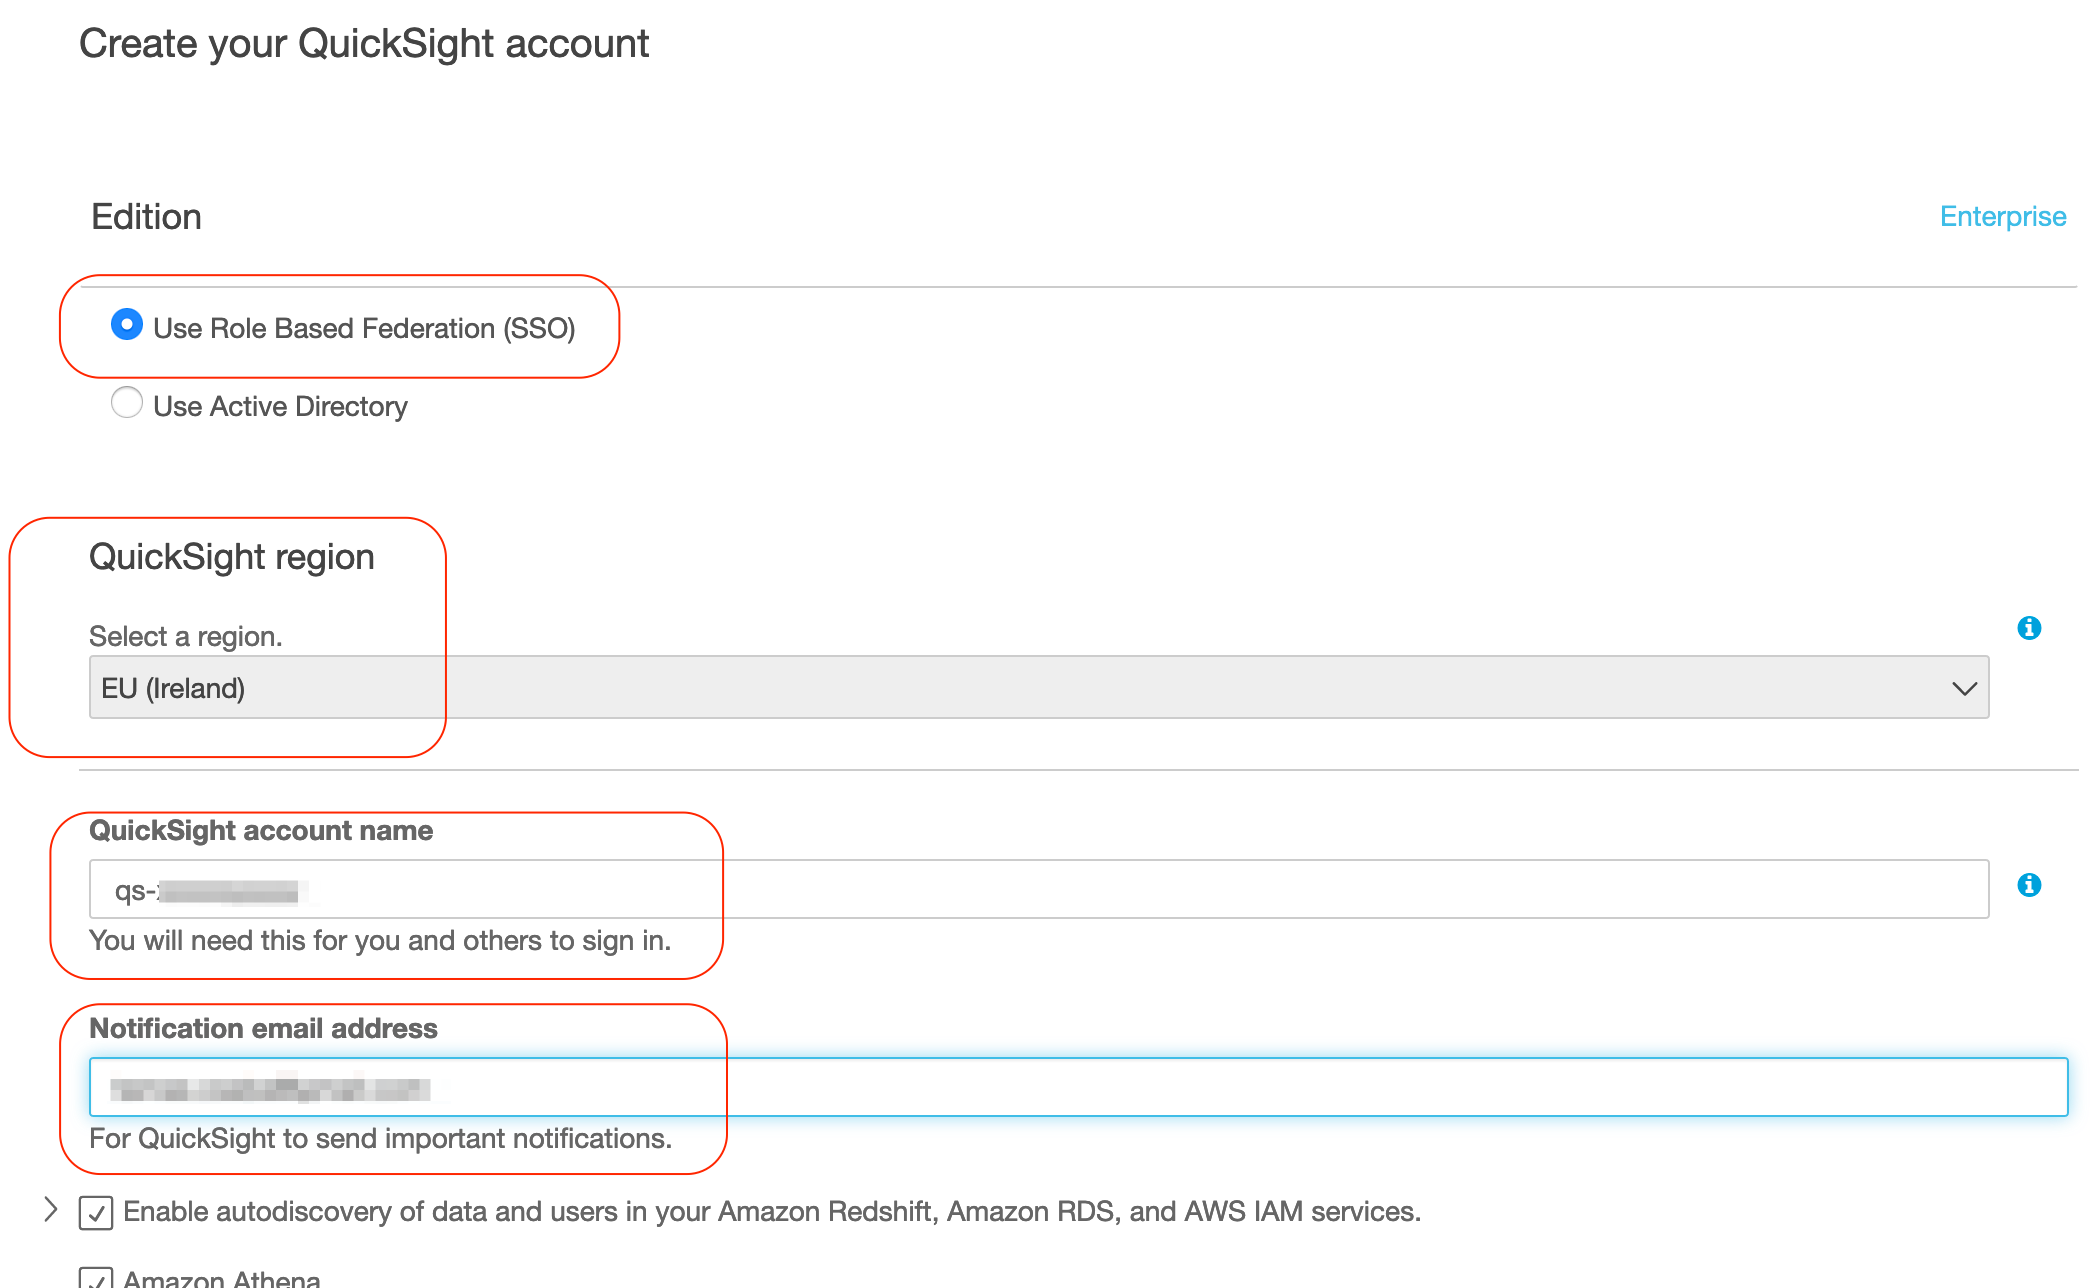 Create your QuickSight account
Edition
Enterprise
Use Role Based Federation (SSO)
Use Active Directory
QuickSight region
Select a region.
EU (Ireland)
QuickSight account name
qs-
You will need this for you and others to sign in.
Notification email address
For QuickSight to send important notifications.
Enable autodiscovery of data and users in your Amazon Redshift, Amazon RDS, and AWS IAM services.
Amazon Athena